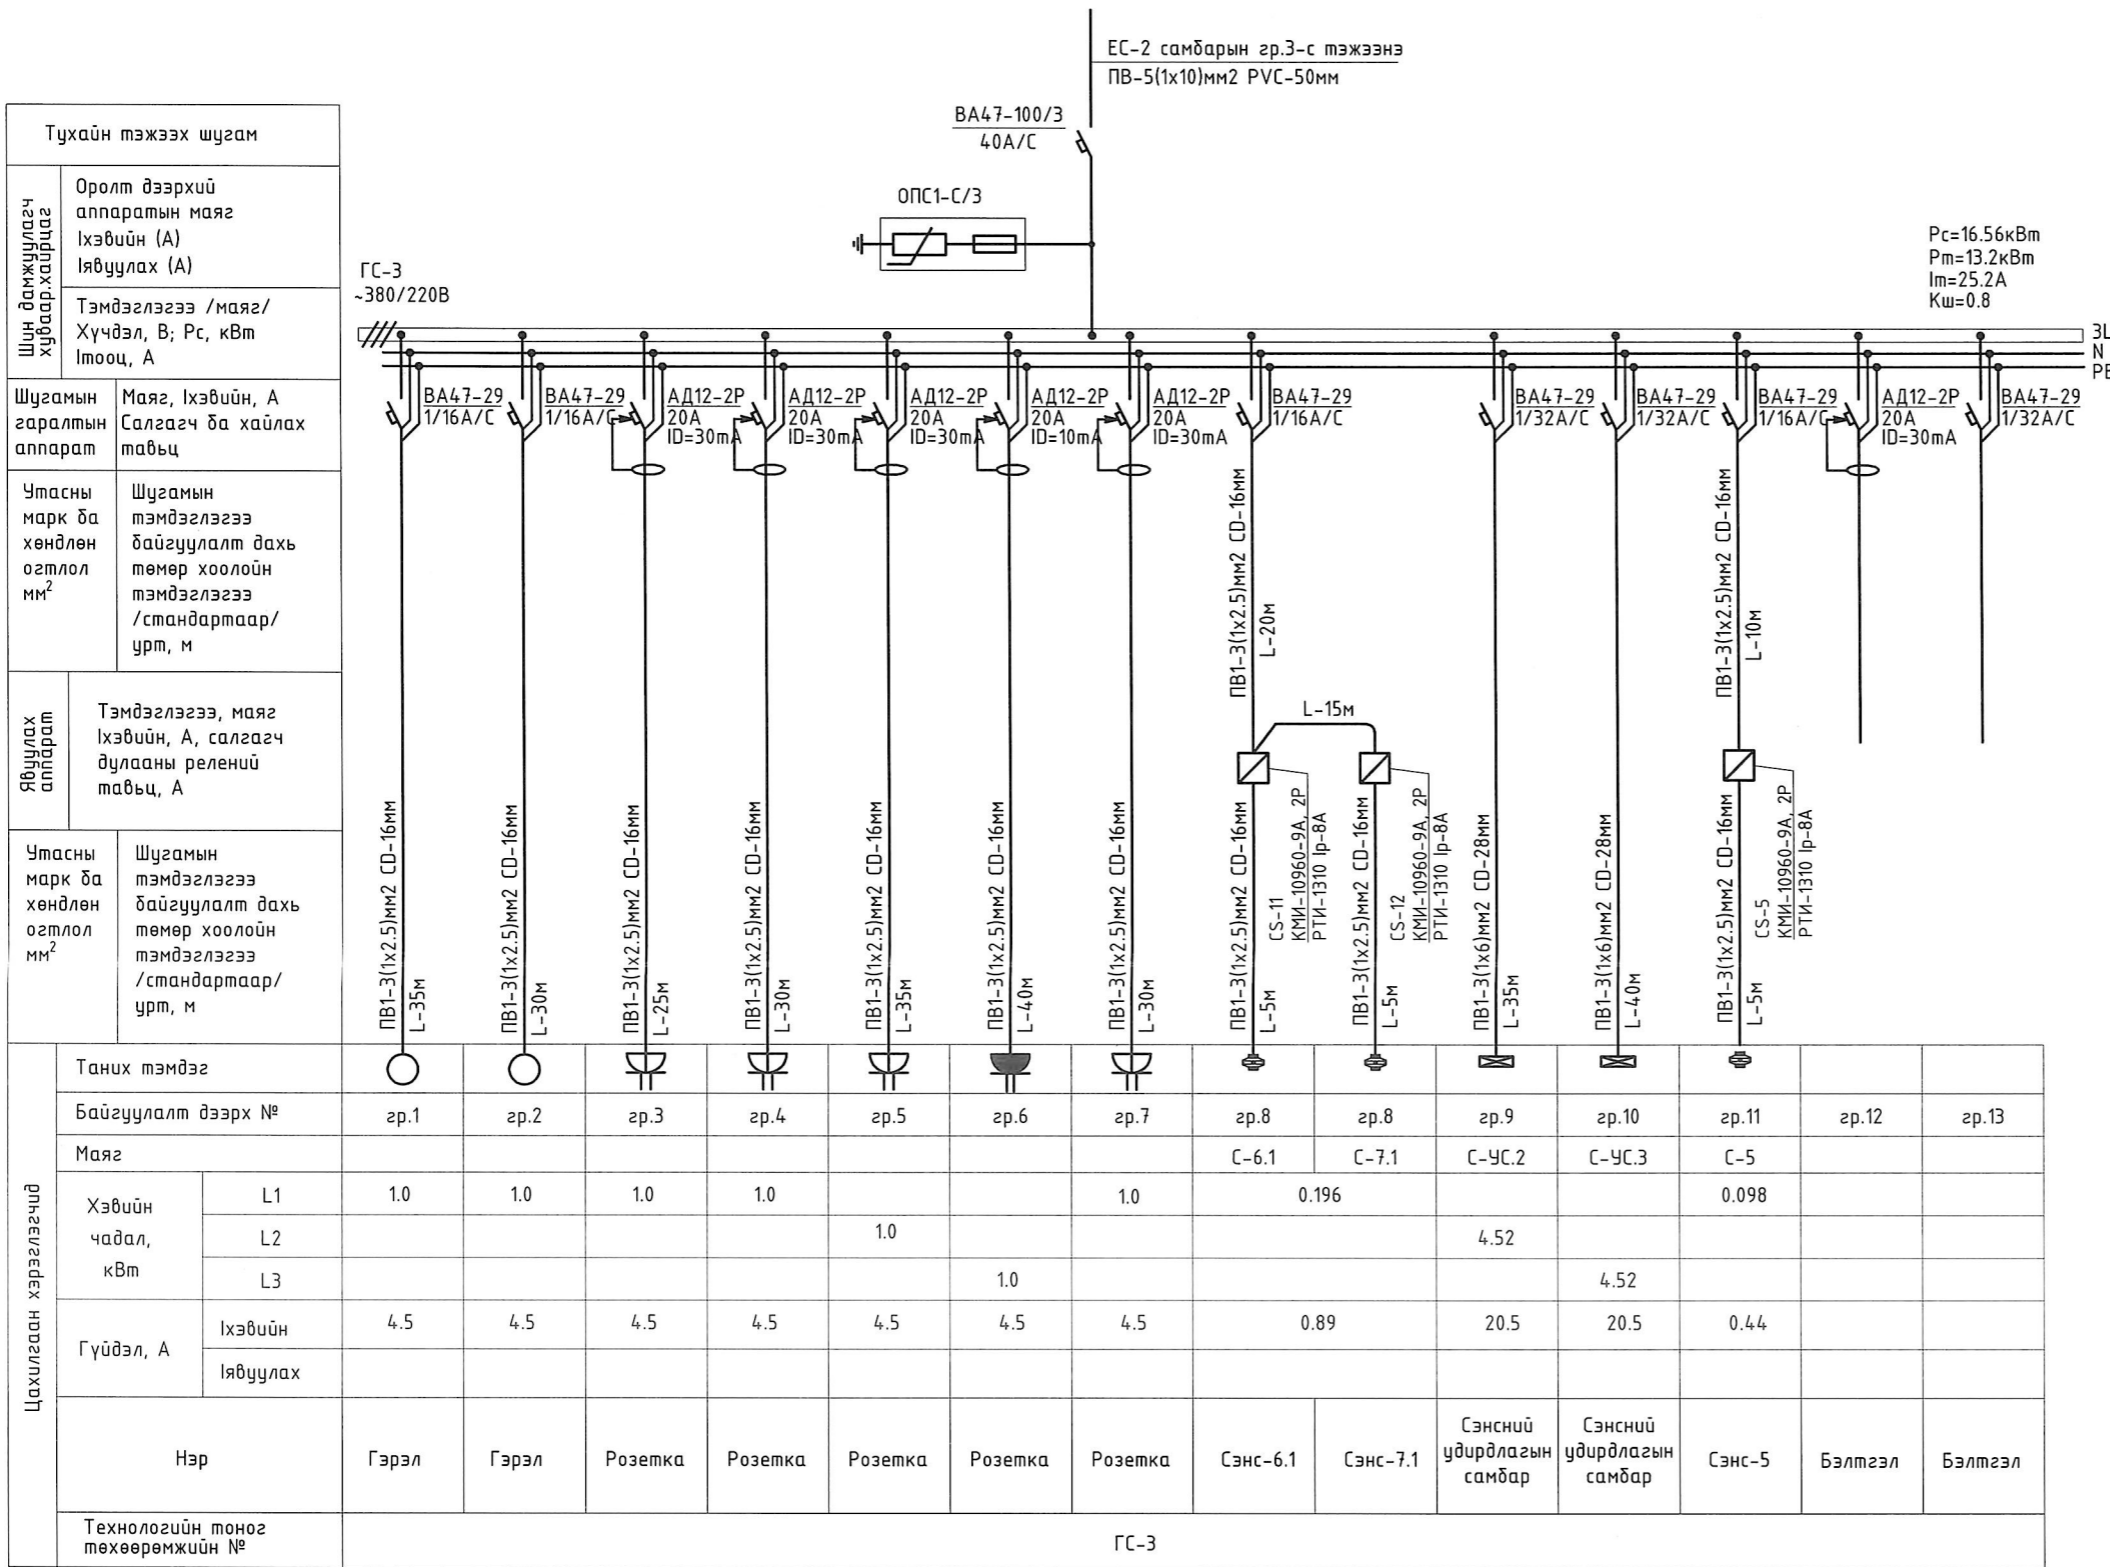 ЕС-2 самбарын гр.3-с тэжээнэ
ПВ-5(1х10)мм2 PVC-50мм
ВА47-100/3
40А/С
ОПС1-С/3
Рс=16.56кВт
Рт=13.2кВт
Iт=25.2А
Кш=0.8
ГС-3
~380/220В
N
Тухайн тэжээх шугам
Шин дамжуулагч
хуваар.хайрцаг
Оролт дээрхий
аппаратын маяг
Iхэвийн (А)
Iявуулах (А)
Тэмдэглэгээ /маяг/
Хүчдэл, В; Рс, кВт
Iтооц, А
Шугамын
гаралтын
аппарат
Маяг, Iхэвийн, А
Салгагч ба хайлах
тавьц
ВА47-29
1/16А/С
ВА47-29
1/16А/С
АД12-2Р
20А
ID=30mA
АД12-2Р
20А
ID=30mA
АД12-2Р
20А
ID=30mA
АД12-2Р
20А
ID=10mA
АД12-2Р
20А
ID=30mA
ВА47-29
1/16А/С
ВА47-29
1/32А/С
ВА47-29
1/32А/С
ВА47-29
1/16А/С
АД12-2Р
20А
ID=30mA
ВА47-29
1/32А/С
Утасны
марк ба
хөндлөн
огтлол
мм2
Шугамын
тэмдэглэгээ
байгуулалт дахь
төмөр хоолойн
тэмдэглэгээ
/стандартаар/
урт, м
ПВ1-3(1х2.5)мм2 CD-16мм
L-20м
ПВ1-3(1х2.5)мм2 CD-16мм
L-10м
Явуулах
аппарат
Тэмдэглэгээ, маяг
Iхэвийн, А, салгагч
дулааны релений
тавьц, А
L-15м
Утасны
марк ба
хөндлөн
огтлол
мм2
Шугамын
тэмдэглэгээ
байгуулалт дахь
төмөр хоолойн
тэмдэглэгээ
/стандартаар/
урт, м
ПВ1-3(1х2.5)мм2 CD-16мм
L-35м
ПВ1-3(1х2.5)мм2 CD-16мм
L-30м
ПВ1-3(1х2.5)мм2 CD-16мм
L-25м
ПВ1-3(1х2.5)мм2 CD-16мм
L-30м
ПВ1-3(1х2.5)мм2 CD-16мм
L-35м
ПВ1-3(1х2.5)мм2 CD-16мм
L-40м
ПВ1-3(1х2.5)мм2 CD-16мм
L-30м
ПВ1-3(1х2.5)мм2 CD-16мм
L-5м
CS-11
КМИ-10960-9А, 2Р
РТИ-1310 Iр-8А
ПВ1-3(1х2.5)мм2 CD-16мм
L-5м
CS-12
КМИ-10960-9А, 2Р
РТИ-1310 Iр-8А
ПВ1-3(1х6)мм2 CD-28мм
L-35м
ПВ1-3(1х6)мм2 CD-28мм
L-40м
ПВ1-3(1х2.5)мм2 CD-16мм
L-5м
CS-5
КМИ-10960-9А, 2Р
РТИ-1310 Iр-8А
Цахилгаан хэрэглэгчид
Таних тэмдэг
Байгуулалт дээрх № гр.1 гр.2 гр.3 гр.4 гр.5 гр.6 гр.7 гр.8 гр.8 гр.9 гр.10 гр.11 гр.12 гр.13
Маяг С-6.1 С-7.1 С-УС.2 С-УС.3 С-5
Хэвийн
чадал,
кВт
L1 1.0 1.0 1.0 1.0 1.0 0.196 0.098
L2 1.0 4.52
L3 1.0 4.52
Гүйдэл, А
Iхэвийн 4.5 4.5 4.5 4.5 4.5 4.5 4.5 0.89 20.5 20.5 0.44
Iявуулах
Нэр Гэрэл Гэрэл Розетка Розетка Розетка Розетка Розетка Сэнс-6.1 Сэнс-7.1
Сэнсний
удирдлагын
самбар
Сэнсний
удирдлагын
самбар
Сэнс-5 Бэлтгэл Бэлтгэл
Технологийн тоног
төхөөрөмжийн №
ГС-3